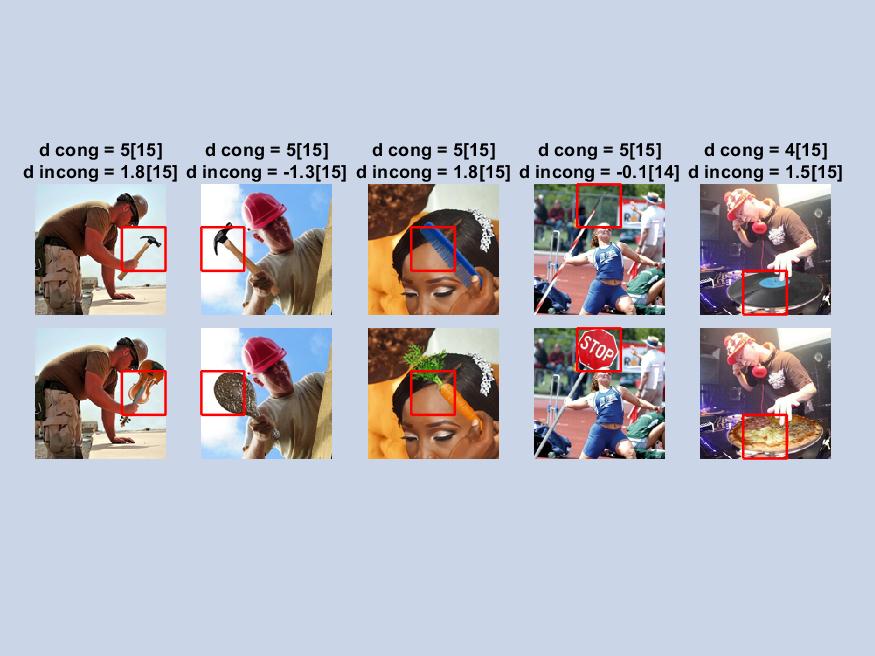 d cong = 5[15]
d incong = 1.8[15]
d cong = 5[15]
d incong = -1.3[15]
d cong = 5[15]
d incong = 1.8[15]
d cong = 5[15]
d incong = -0.1[14]
d cong = 4[15]
d incong = 1.5[15]
STOP